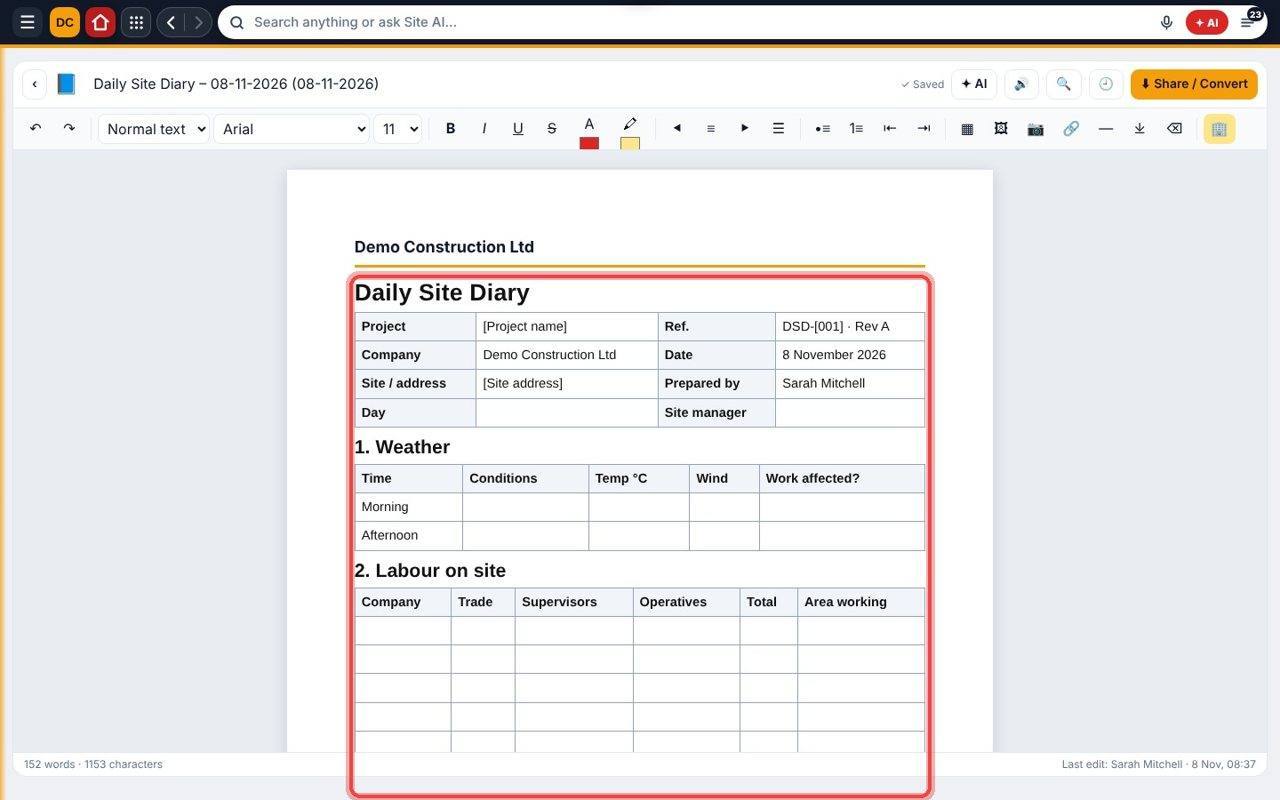 DC
Search anything or ask Site AI...
✦ AI
23
‹
Daily Site Diary – 08-11-2026 (08-11-2026)
✓ Saved
✦ AI
⬇ Share / Convert
Normal text
Arial
11
B I U S A
1≡
Demo Construction Ltd
Daily Site Diary
Project [Project name] Ref. DSD-[001] · Rev A
Company Demo Construction Ltd Date 8 November 2026
Site / address [Site address] Prepared by Sarah Mitchell
Day Site manager
1. Weather
Time Conditions Temp °C Wind Work affected?
Morning
Afternoon
2. Labour on site
Company Trade Supervisors Operatives Total Area working
152 words · 1153 characters
Last edit: Sarah Mitchell · 8 Nov, 08:37